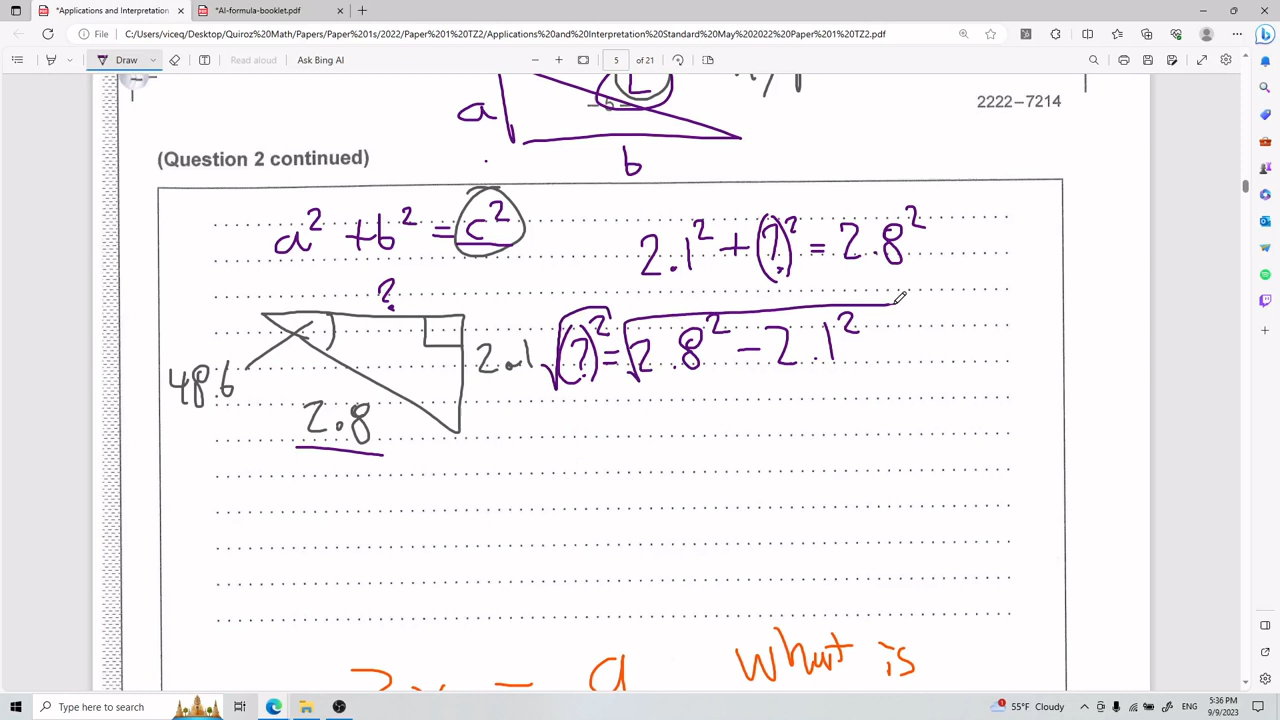 *Applications and Interpretation
*AI-formula-booklet.pdf
File
C:/Users/viceq/Desktop/Quiroz%20Math/Papers/Paper%201s/2022/Paper%201%20TZ2/Applications%20and%20Interpretation%20Standard%20May%202022%20Paper%201%20TZ2.pdf
Draw
Read aloud
Ask Bing AI
5
of 21
L
– 5 –
2222–7214
a
b
(Question 2 continued)
a² + b² = c²
2.1² + (?)² = 2.8²
?
√(?)² = √2.8² − 2.1²
2.1
48.6
2.8
What is
Type here to search
55°F Cloudy
ENG
5:36 PM
9/9/2023